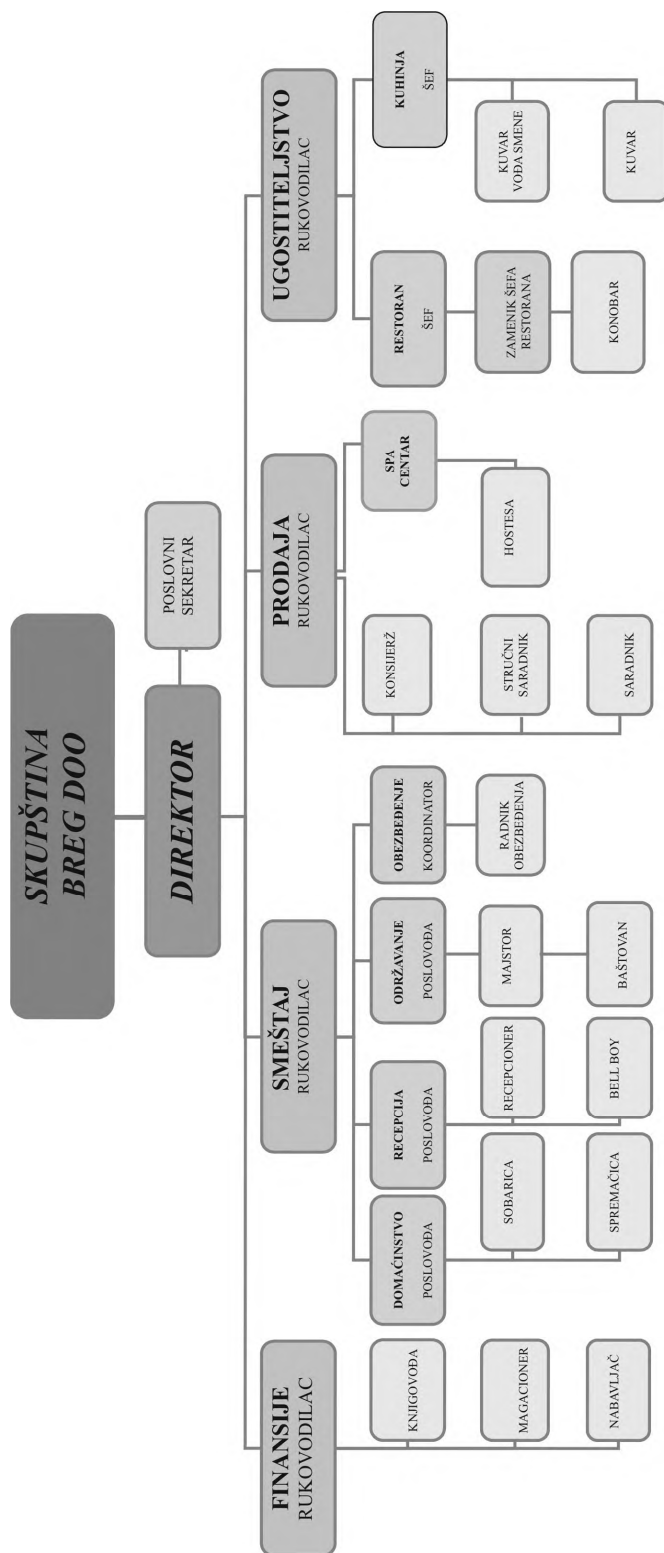 SKUPŠTINA
BREG DOO
DIREKTOR
POSLOVNI
SEKRETAR
FINANSIJE
RUKOVODILAC
KNJIGOVOĐA
MAGACIONER
NABAVLJAČ
SMEŠTAJ
RUKOVODILAC
DOMAĆINSTVO
POSLOVOĐA
SOBARICA
SPREMAČICA
RECEPCIJA
POSLOVOĐA
RECEPCIONER
BELL BOY
ODRŽAVANJE
POSLOVOĐA
MAJSTOR
BAŠTOVAN
OBEZBEĐENJE
KOORDINATOR
RADNIK
OBEZBEĐENJA
PRODAJA
RUKOVODILAC
KONSIJERŽ
STRUČNI
SARADNIK
SARADNIK
SPA
CENTAR
HOSTESA
UGOSTITELJSTVO
RUKOVODILAC
RESTORAN
ŠEF
ZAMENIK ŠEFA
RESTORANA
KONOBAR
KUHINJA
ŠEF
KUVAR
VOĐA SMENE
KUVAR